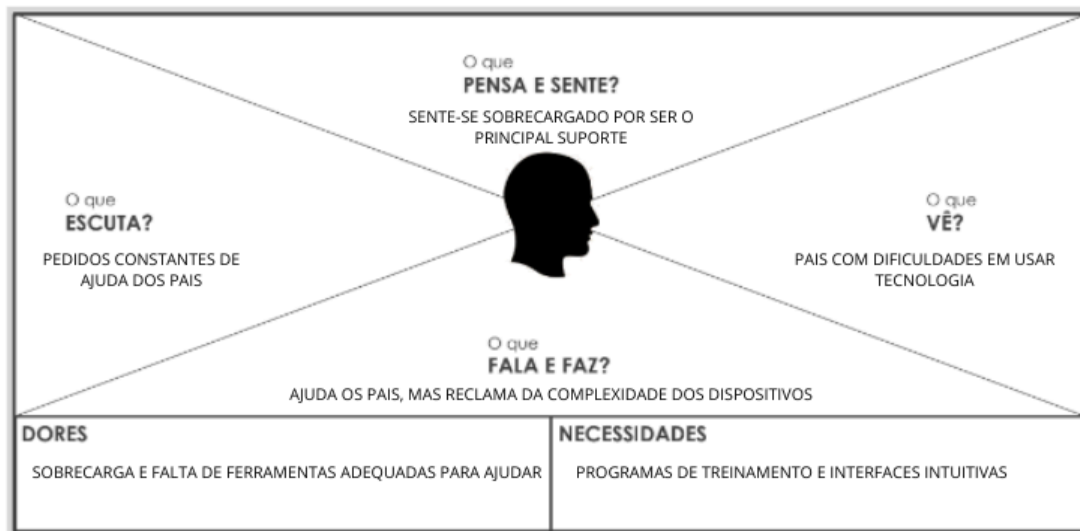 O que
PENSA E SENTE?
SENTE-SE SOBRECARGADO POR SER O
PRINCIPAL SUPORTE
O que
ESCUTA?
PEDIDOS CONSTANTES DE
AJUDA DOS PAIS
O que
VÊ?
PAIS COM DIFICULDADES EM USAR
TECNOLOGIA
O que
FALA E FAZ?
AJUDA OS PAIS, MAS RECLAMA DA COMPLEXIDADE DOS DISPOSITIVOS
DORES
SOBRECARGA E FALTA DE FERRAMENTAS ADEQUADAS PARA AJUDAR
NECESSIDADES
PROGRAMAS DE TREINAMENTO E INTERFACES INTUITIVAS